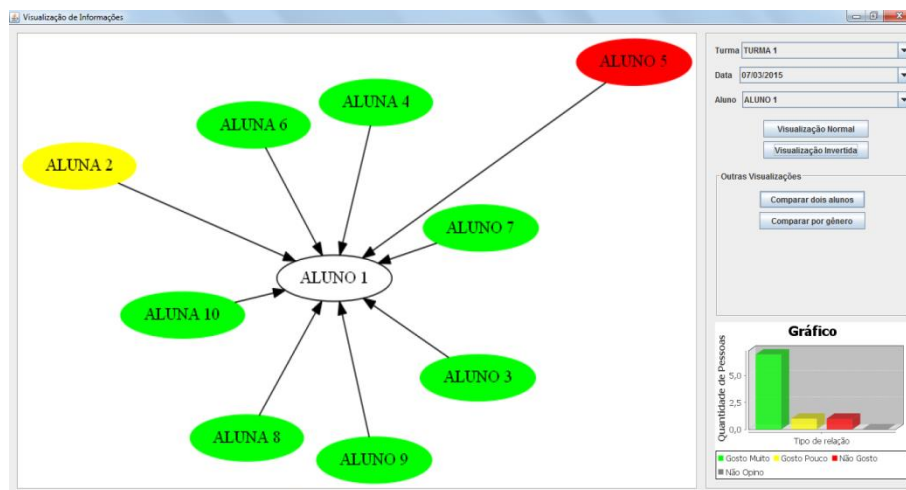 Visualização de Informações
ALUNO 5
ALUNA 4
ALUNA 6
ALUNA 2
ALUNO 7
ALUNO 1
ALUNA 10
ALUNO 3
ALUNA 8
ALUNO 9
Turma TURMA 1
Data 07/03/2015
Aluno ALUNO 1
Visualização Normal
Visualização Invertida
Outras Visualizações
Comparar dois alunos
Comparar por gênero
Gráfico
Quantidade de Pessoas
5,0
2,5
0,0
Tipo de relação
Gosto Muito Gosto Pouco Não Gosto
Não Opino